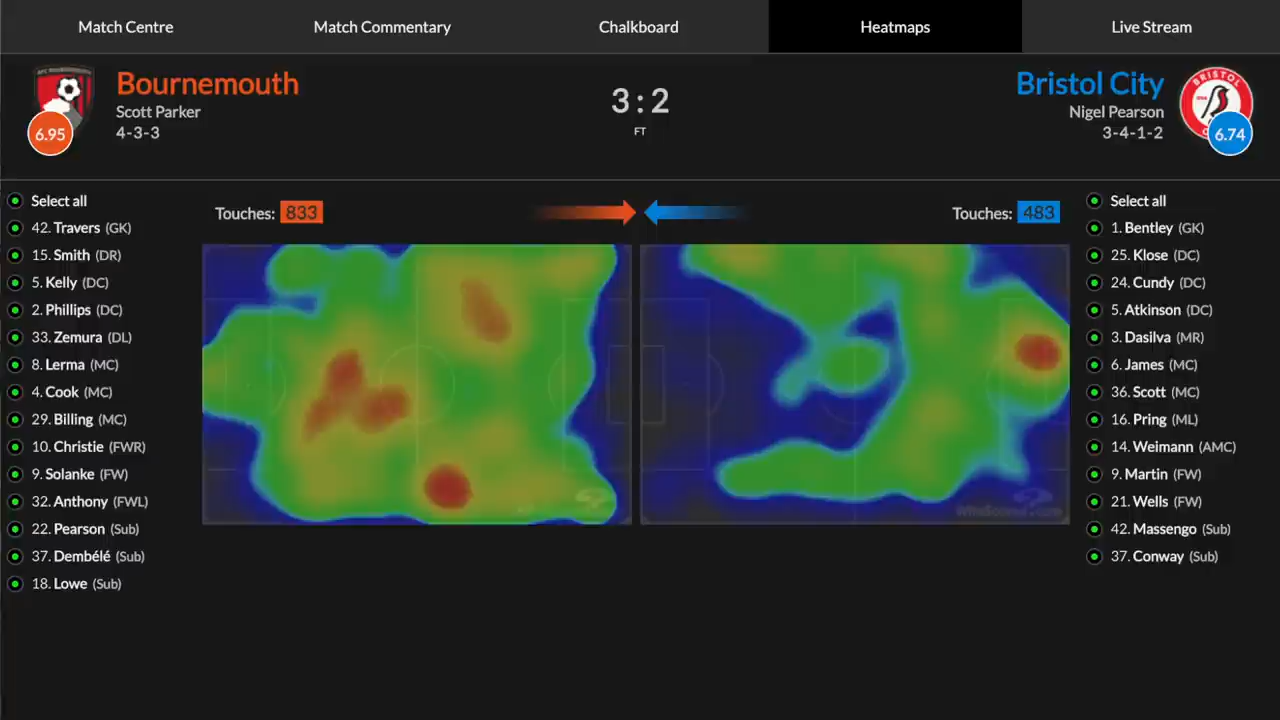 Match Centre
Match Commentary
Chalkboard
Heatmaps
Live Stream
Bournemouth
Scott Parker
4-3-3
6.95
3 : 2
FT
Bristol City
Nigel Pearson
3-4-1-2
BRISTOL
6.74
Select all
42. Travers (GK)
15. Smith (DR)
5. Kelly (DC)
2. Phillips (DC)
33. Zemura (DL)
8. Lerma (MC)
4. Cook (MC)
29. Billing (MC)
10. Christie (FWR)
9. Solanke (FW)
32. Anthony (FWL)
22. Pearson (Sub)
37. Dembélé (Sub)
18. Lowe (Sub)
Touches: 833
Touches: 483
WhoScored.com
Select all
1. Bentley (GK)
25. Klose (DC)
24. Cundy (DC)
5. Atkinson (DC)
3. Dasilva (MR)
6. James (MC)
36. Scott (MC)
16. Pring (ML)
14. Weimann (AMC)
9. Martin (FW)
21. Wells (FW)
42. Massengo (Sub)
37. Conway (Sub)